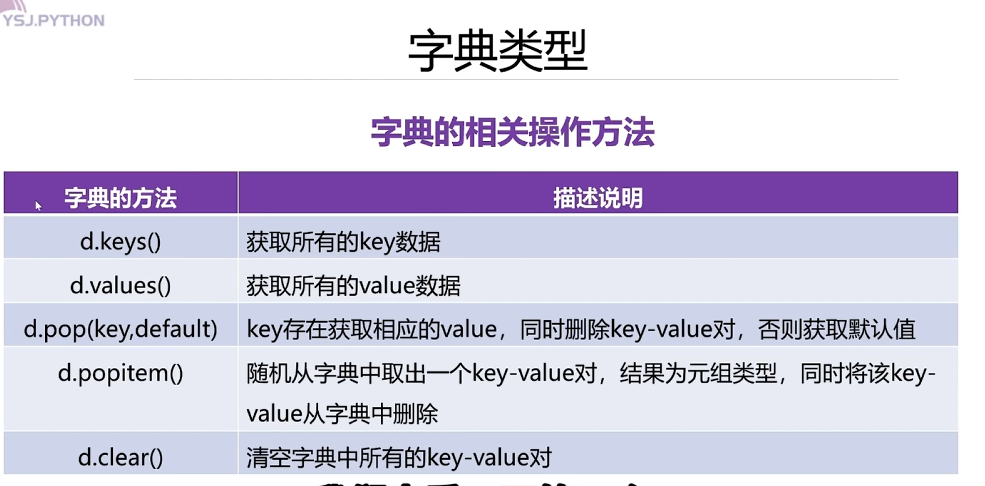 YSJ.PYTHON
字典类型
字典的相关操作方法
字典的方法 描述说明
d.keys() 获取所有的key数据
d.values() 获取所有的value数据
d.pop(key,default) key存在获取相应的value，同时删除key-value对，否则获取默认值
d.popitem() 随机从字典中取出一个key-value对，结果为元组类型，同时将该key-
value从字典中删除
d.clear() 清空字典中所有的key-value对